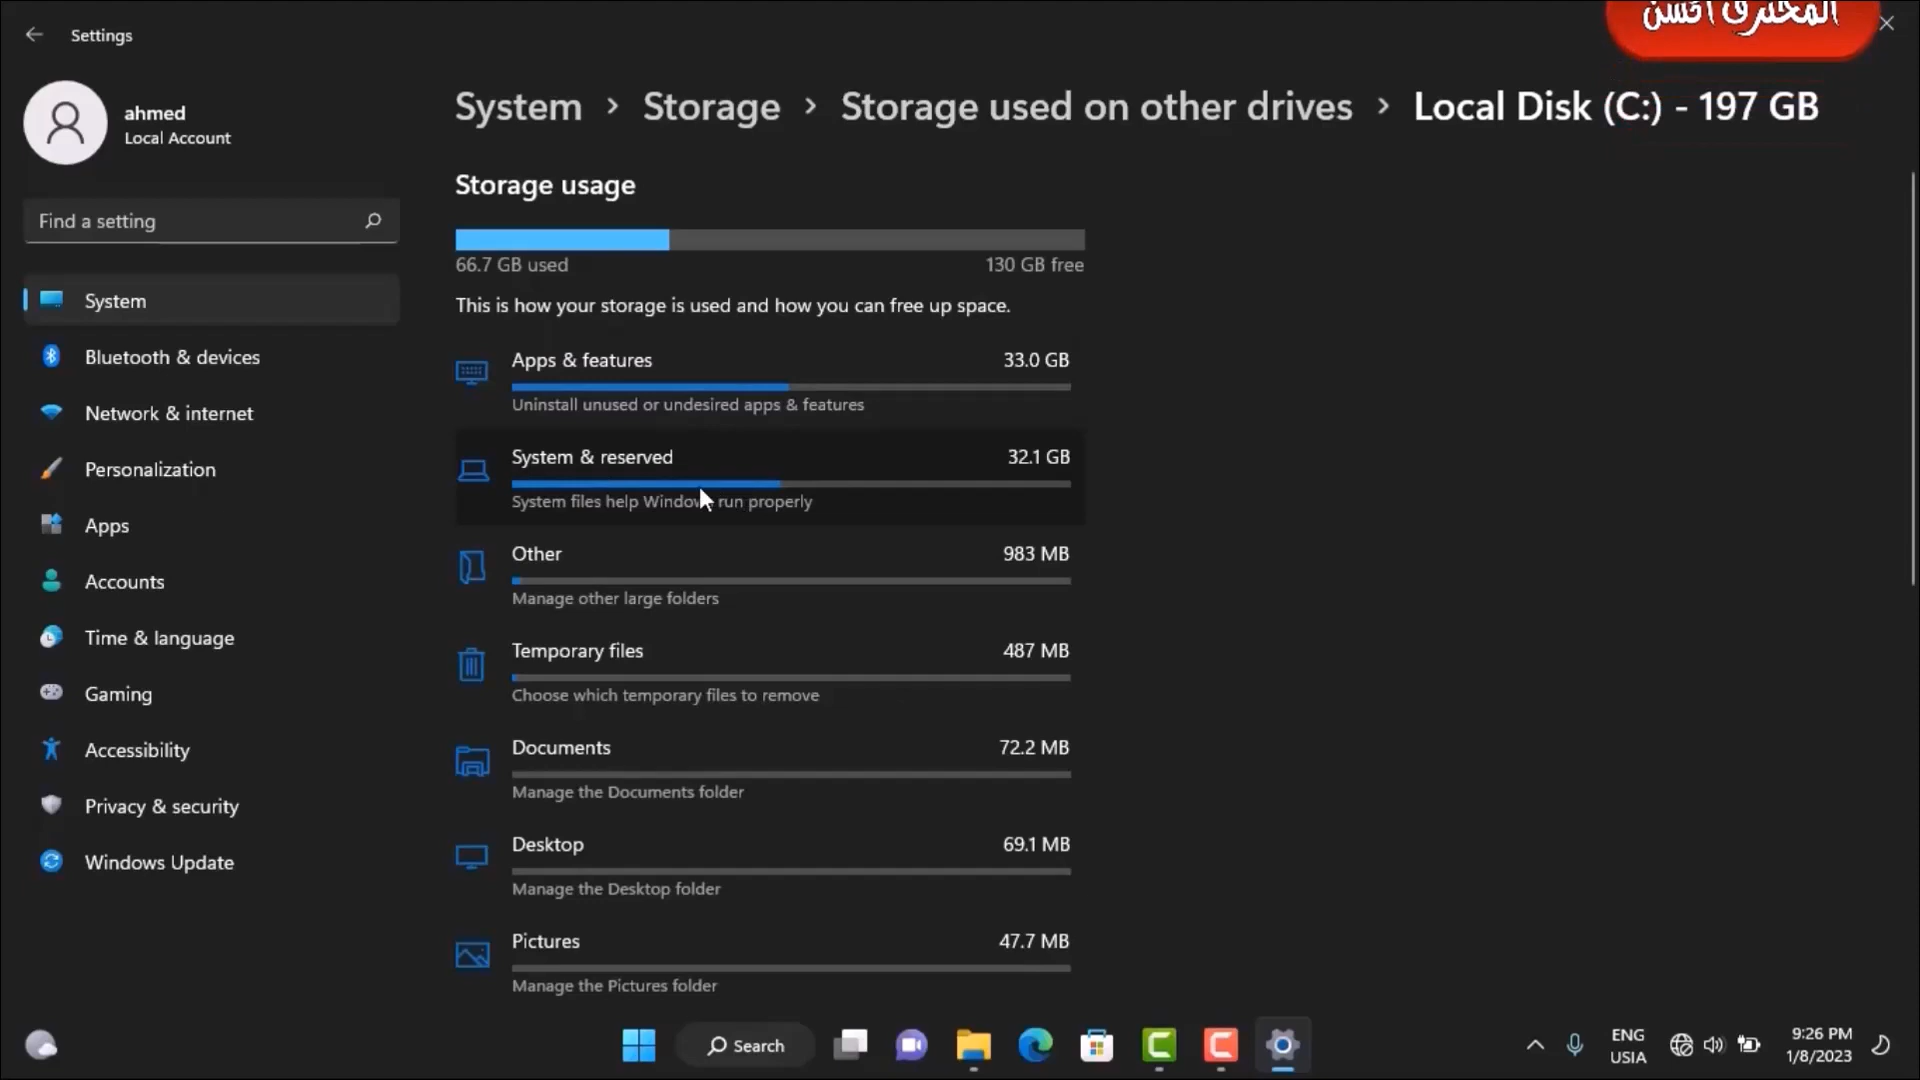 المحترف أحسن
Settings
ahmed
Local Account
Find a setting
System
Bluetooth & devices
Network & internet
Personalization
Apps
Accounts
Time & language
Gaming
Accessibility
Privacy & security
Windows Update
System > Storage > Storage used on other drives > Local Disk (C:) - 197 GB
Storage usage
66.7 GB used 130 GB free
This is how your storage is used and how you can free up space.
Apps & features 33.0 GB
Uninstall unused or undesired apps & features
System & reserved 32.1 GB
System files help Window run properly
Other 983 MB
Manage other large folders
Temporary files 487 MB
Choose which temporary files to remove
Documents 72.2 MB
Manage the Documents folder
Desktop 69.1 MB
Manage the Desktop folder
Pictures 47.7 MB
Manage the Pictures folder
Search
ENG
USIA
9:26 PM
1/8/2023